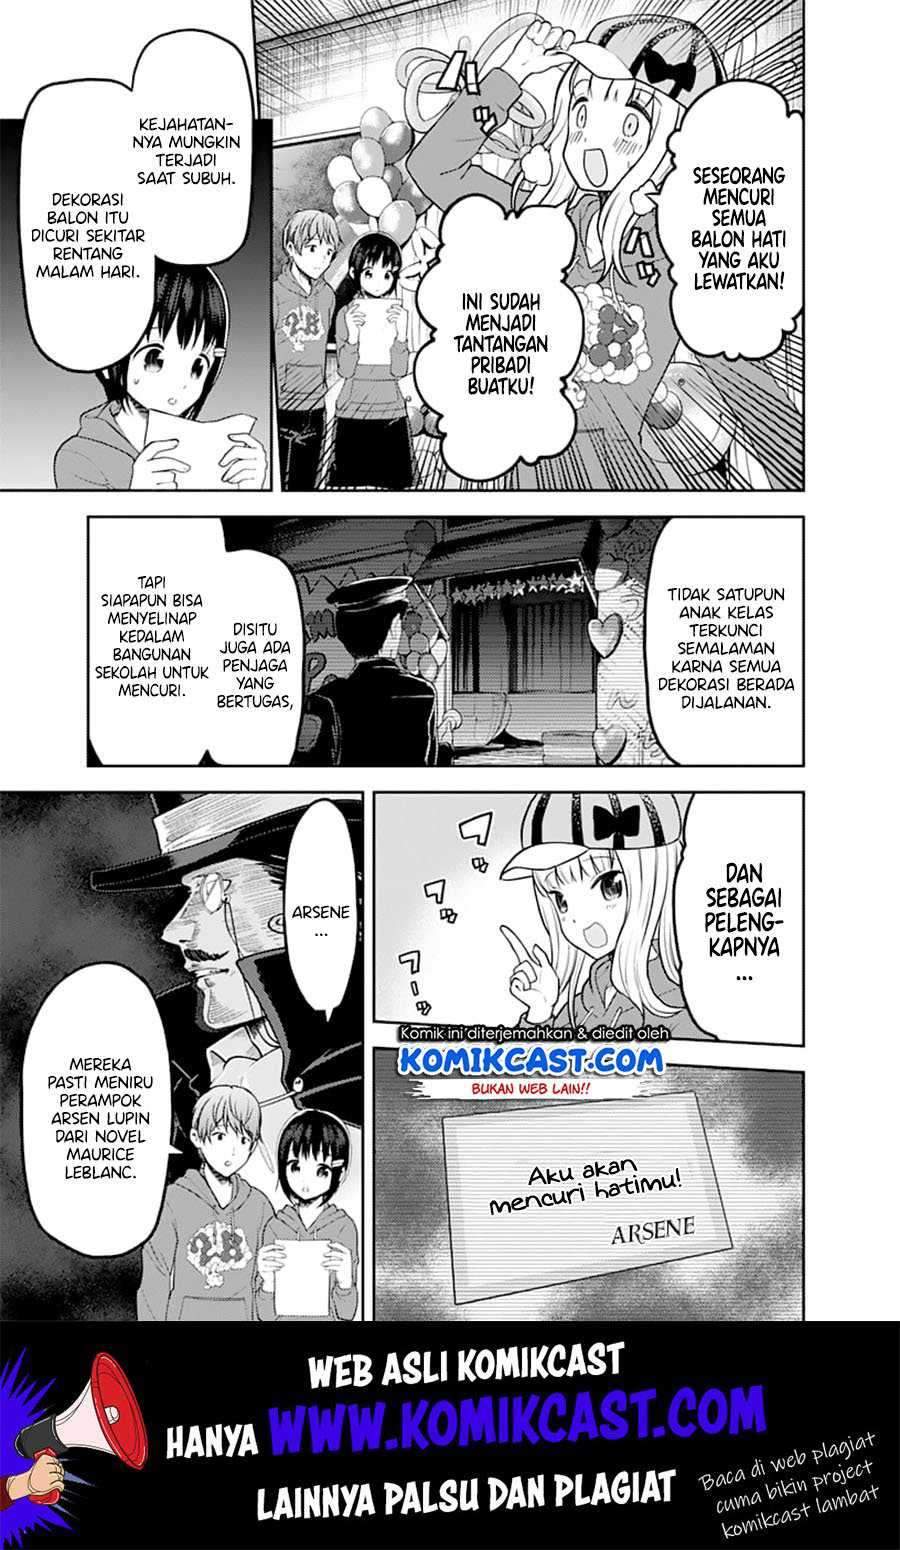 SESEORANG
MENCURI
SEMUA
BALON HATI
YANG AKU
LEWATKAN!
INI SUDAH
MENJADI
TANTANGAN
PRIBADI
BUATKU!
KEJAHATAN-
NYA MUNGKIN
TERJADI
SAAT SUBUH.
DEKORASI
BALON ITU
DICURI SEKITAR
RENTANG
MALAM HARI.
28
TIDAK SATUPUN
ANAK KELAS
TERKUNCI
SEMALAMAN
KARNA SEMUA
DEKORASI BERADA
DIJALANAN.
DISITU
JUGA ADA
PENJAGA
YANG
BERTUGAS,
TAPI
SIAPAPUN BISA
MENYELINAP
KEDALAM
BANGUNAN
SEKOLAH UNTUK
MENCURI.
DAN
SEBAGAI
PELENG-
KAPNYA
...
Komik ini diterjemahkan & diedit oleh
KOMIKCAST.COM
BUKAN WEB LAIN!!
Aku akan
mencuri hatimu!
ARSENE
ARSENE
...
MEREKA
PASTI MENIRU
PERAMPOK
ARSEN LUPIN
DARI NOVEL
MAURICE
LEBLANC.
28
WEB ASLI KOMIKCAST
HANYA WWW.KOMIKCAST.COM
LAINNYA PALSU DAN PLAGIAT
Baca di web plagiat
cuma bikin project
komikcast lambat